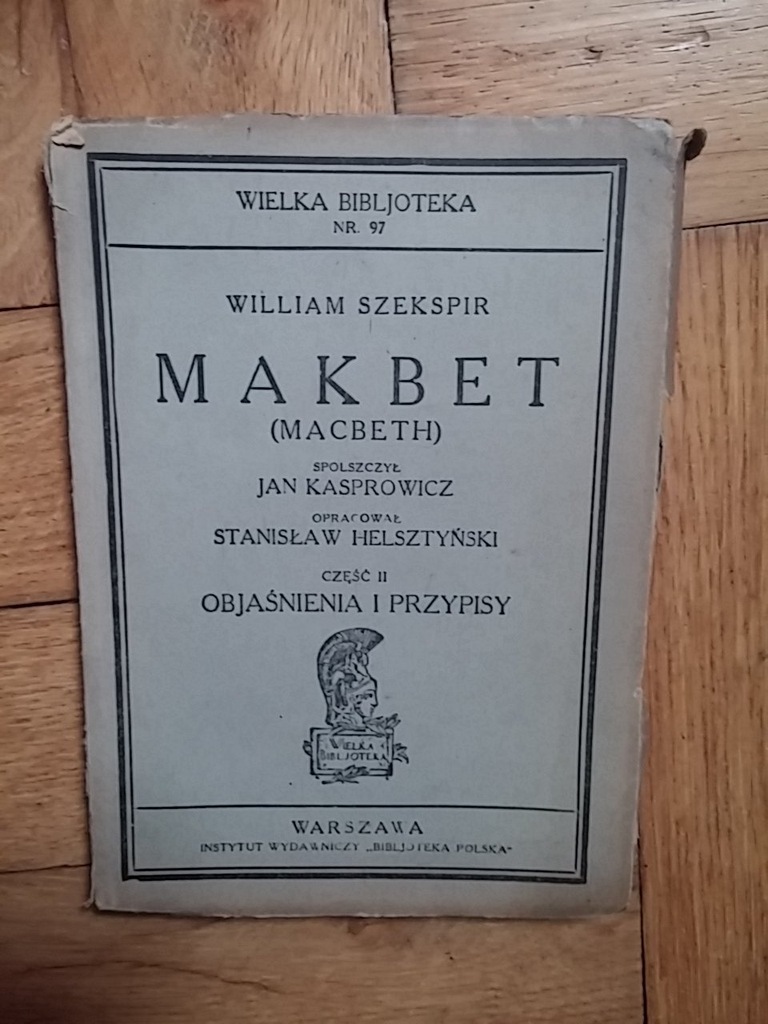 WIELKA BIBLJOTEKA
NR. 97
WILLIAM SZEKSPIR
MAKBET
(MACBETH)
SPOLSZCZYŁ
JAN KASPROWICZ
OPRACOWAŁ
STANISŁAW HELSZTYŃSKI
CZĘŚĆ II
OBJAŚNIENIA I PRZYPISY
WIELKA
BIBLJOTEKA
WARSZAWA
INSTYTUT WYDAWNICZY „BIBLJOTEKA POLSKA“